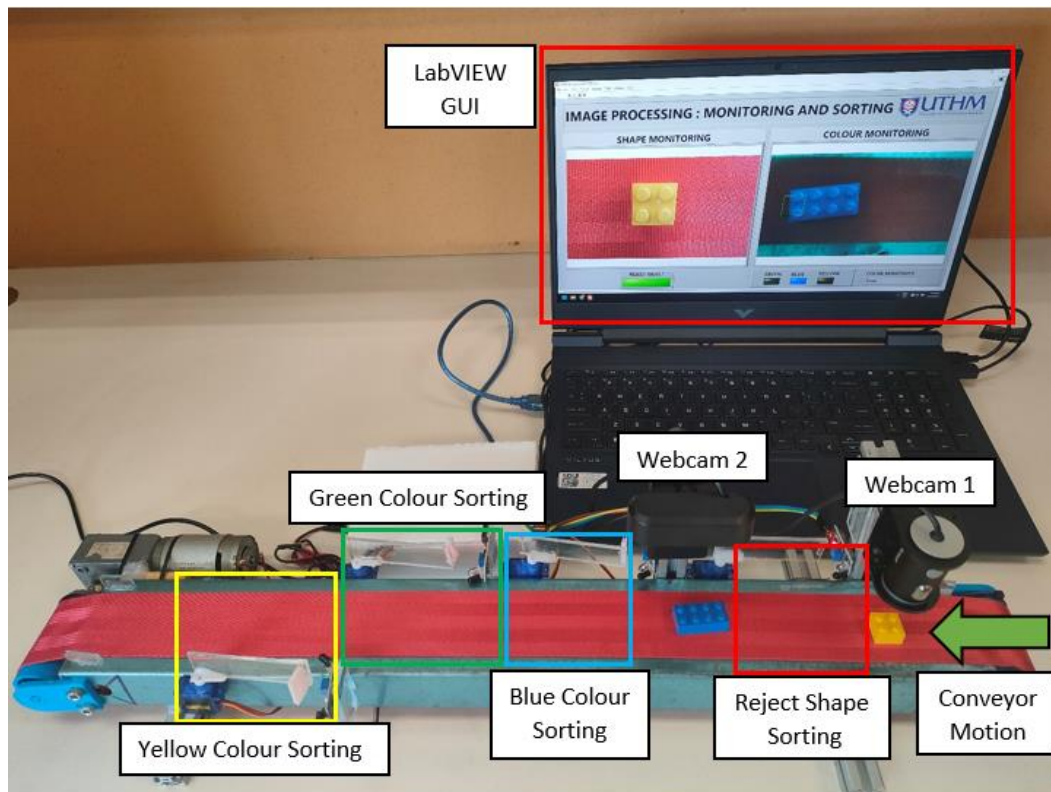 LabVIEW
GUI
IMAGE PROCESSING : MONITORING AND SORTING
UTHM
SHAPE MONITORING
COLOUR MONITORING
Webcam 2
Webcam 1
Green Colour Sorting
Blue Colour
Sorting
Reject Shape
Sorting
Conveyor
Motion
Yellow Colour Sorting